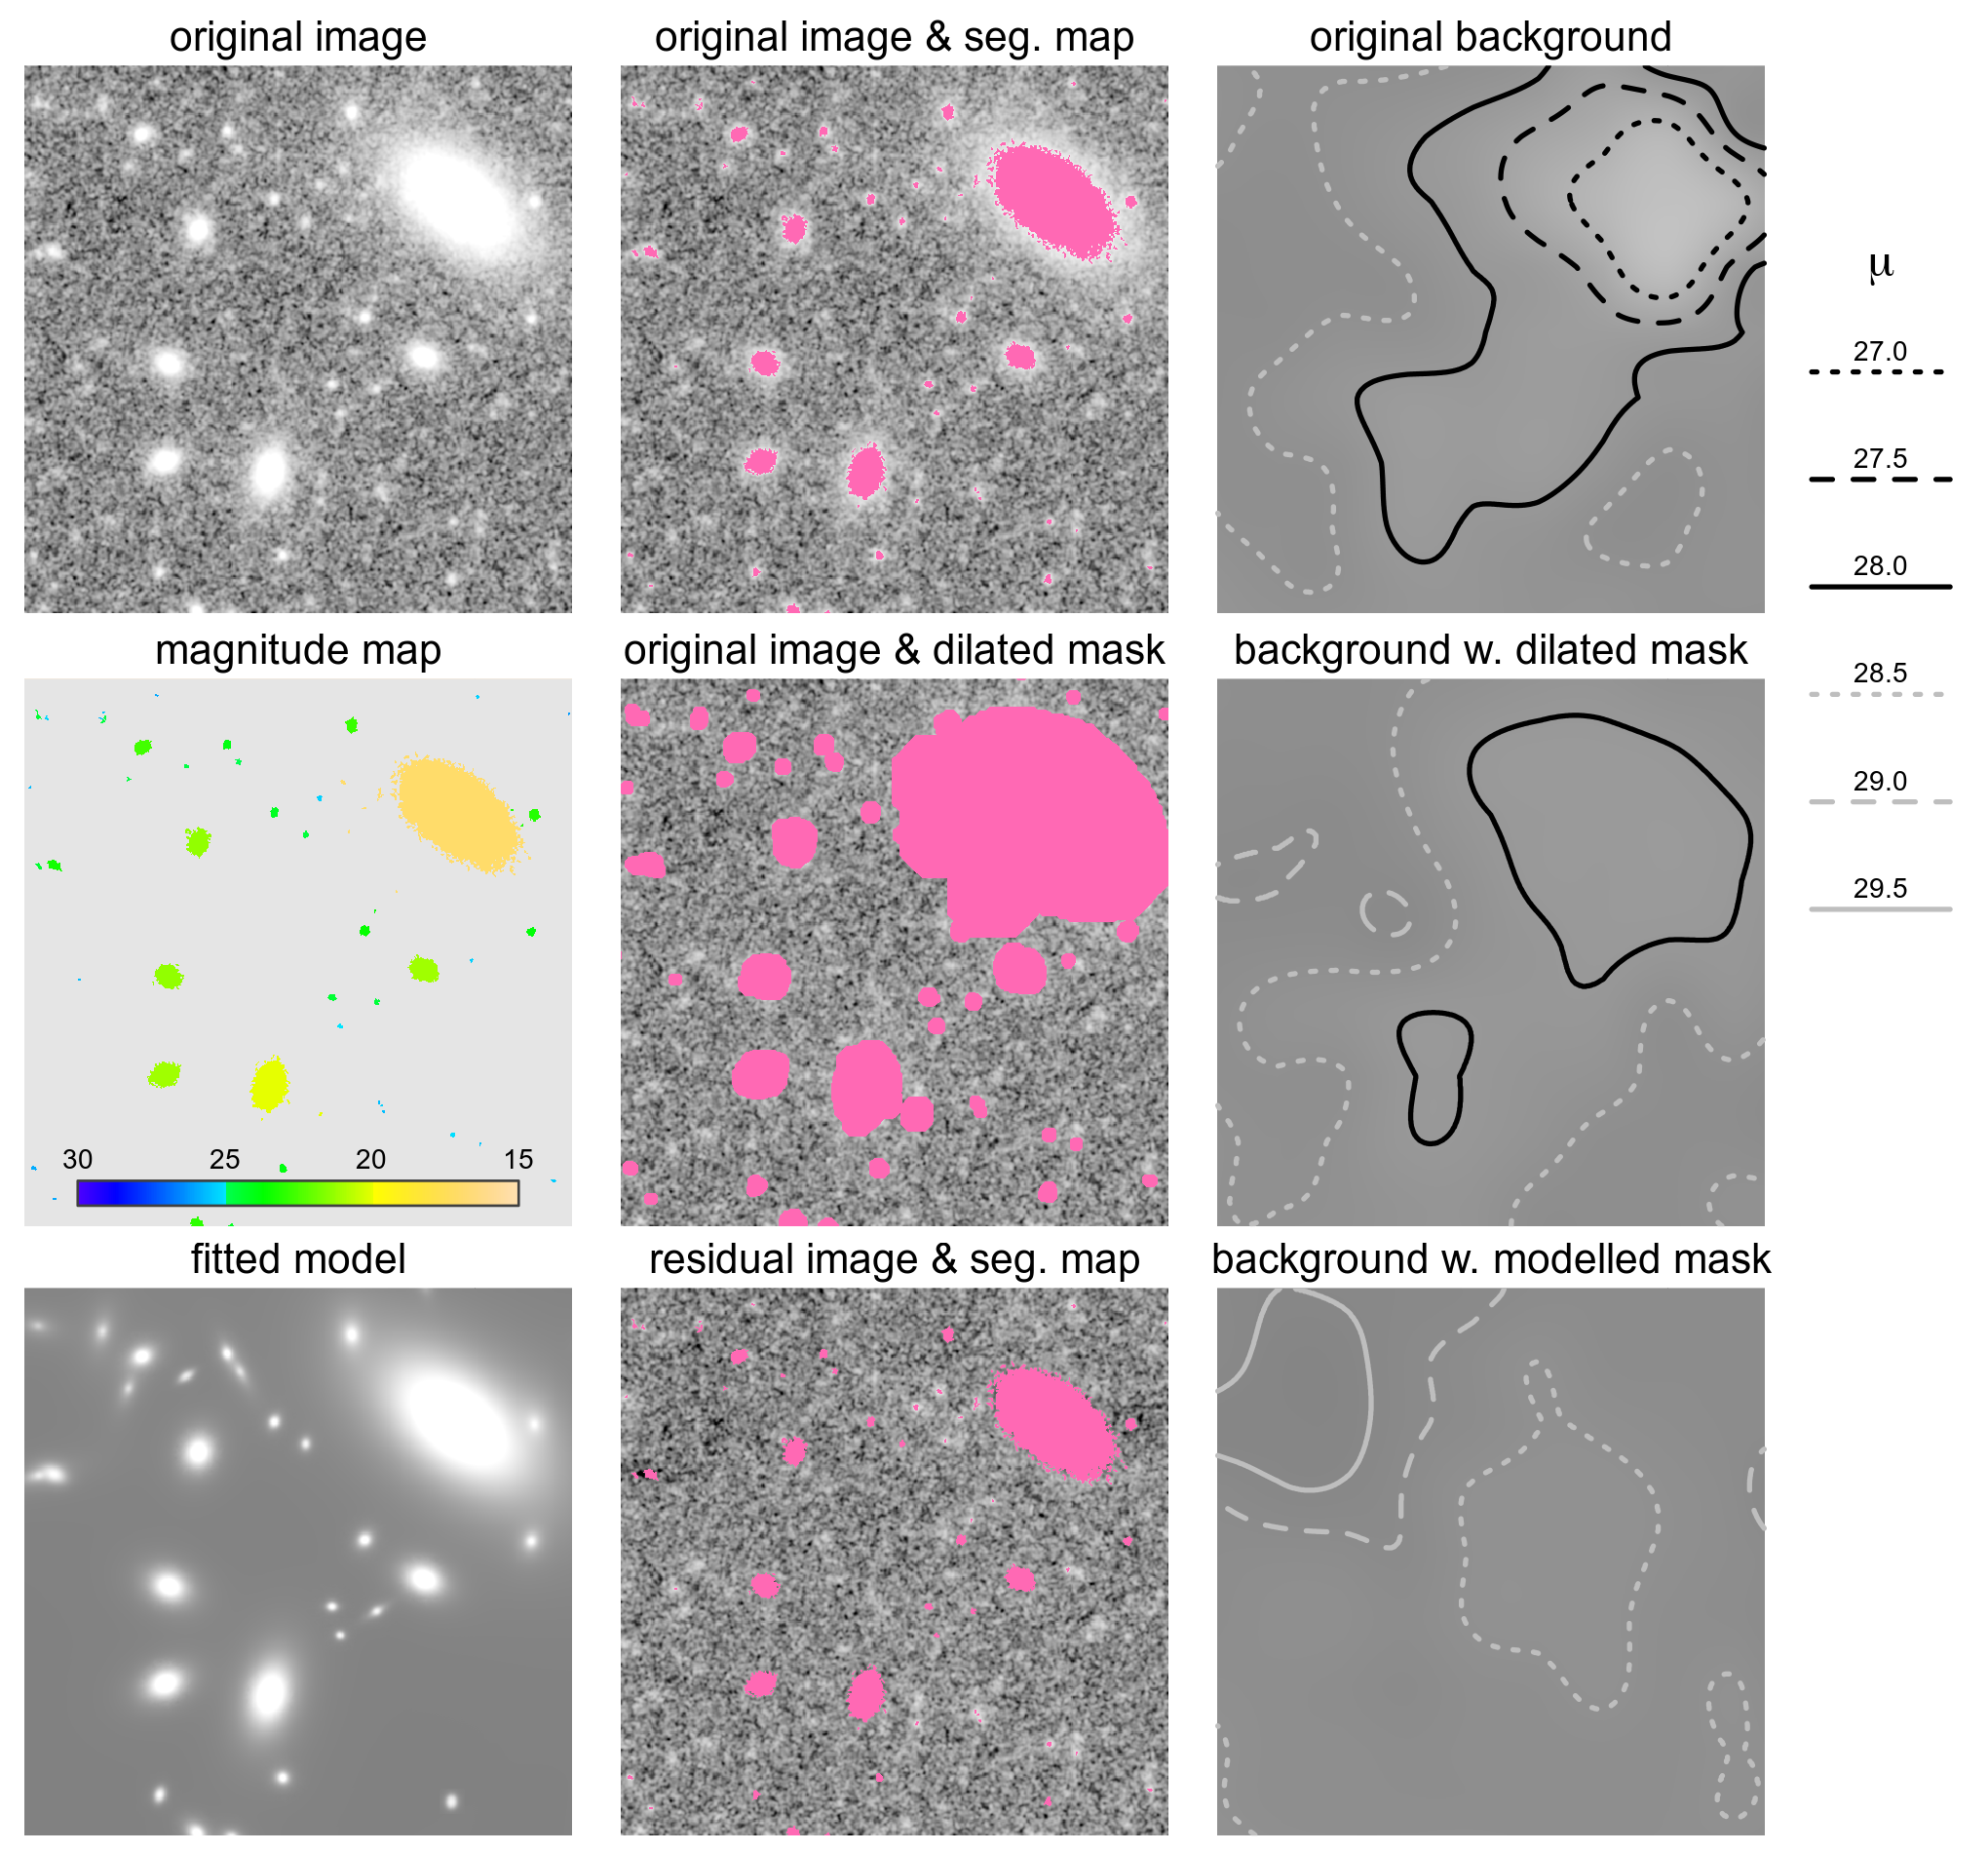 original image
original image & seg. map
original background
μ
27.0
27.5
28.0
28.5
29.0
29.5
magnitude map
original image & dilated mask
background w. dilated mask
30 25 20 15
fitted model
residual image & seg. map
background w. modelled mask